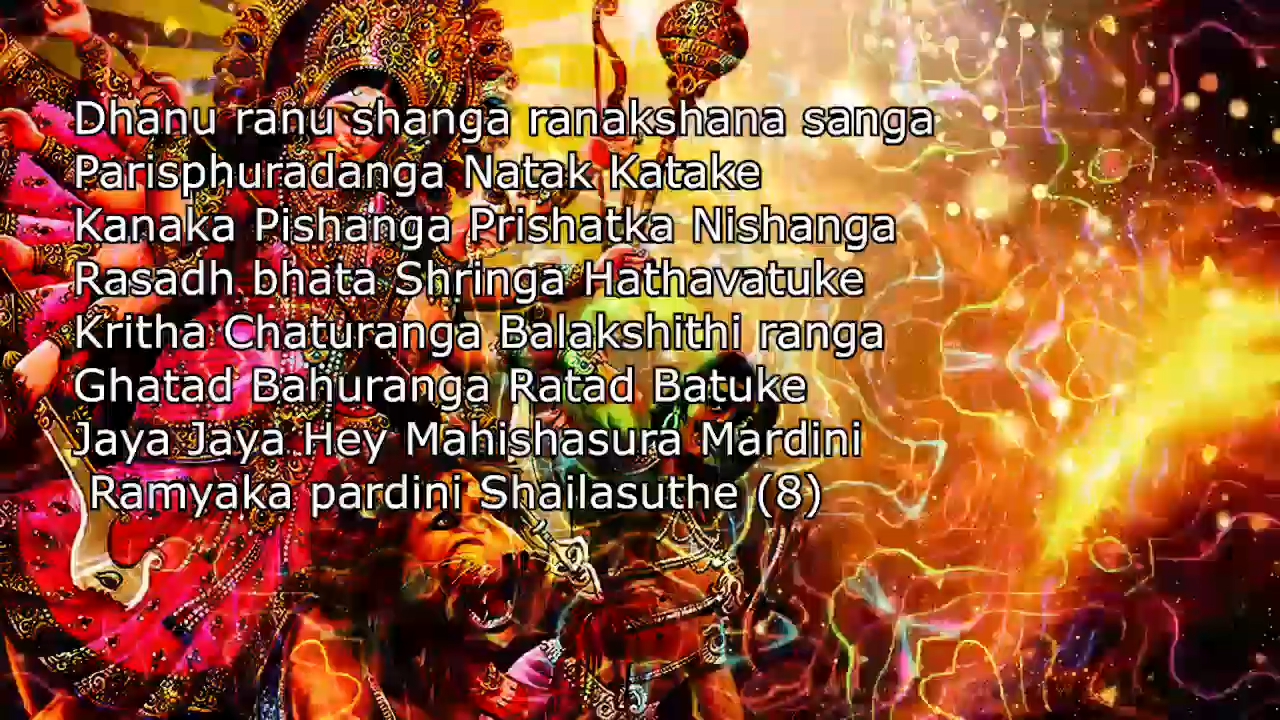 Dhanu ranu shanga ranakshana sanga
Parisphuradanga Natak Katake
Kanaka Pishanga Prishatka Nishanga
Rasadh bhata Shringa Hathavatuke
Kritha Chaturanga Balakshithi ranga
Ghatad Bahuranga Ratad Batuke
Jaya Jaya Hey Mahishasura Mardini
Ramyaka pardini Shailasuthe (8)